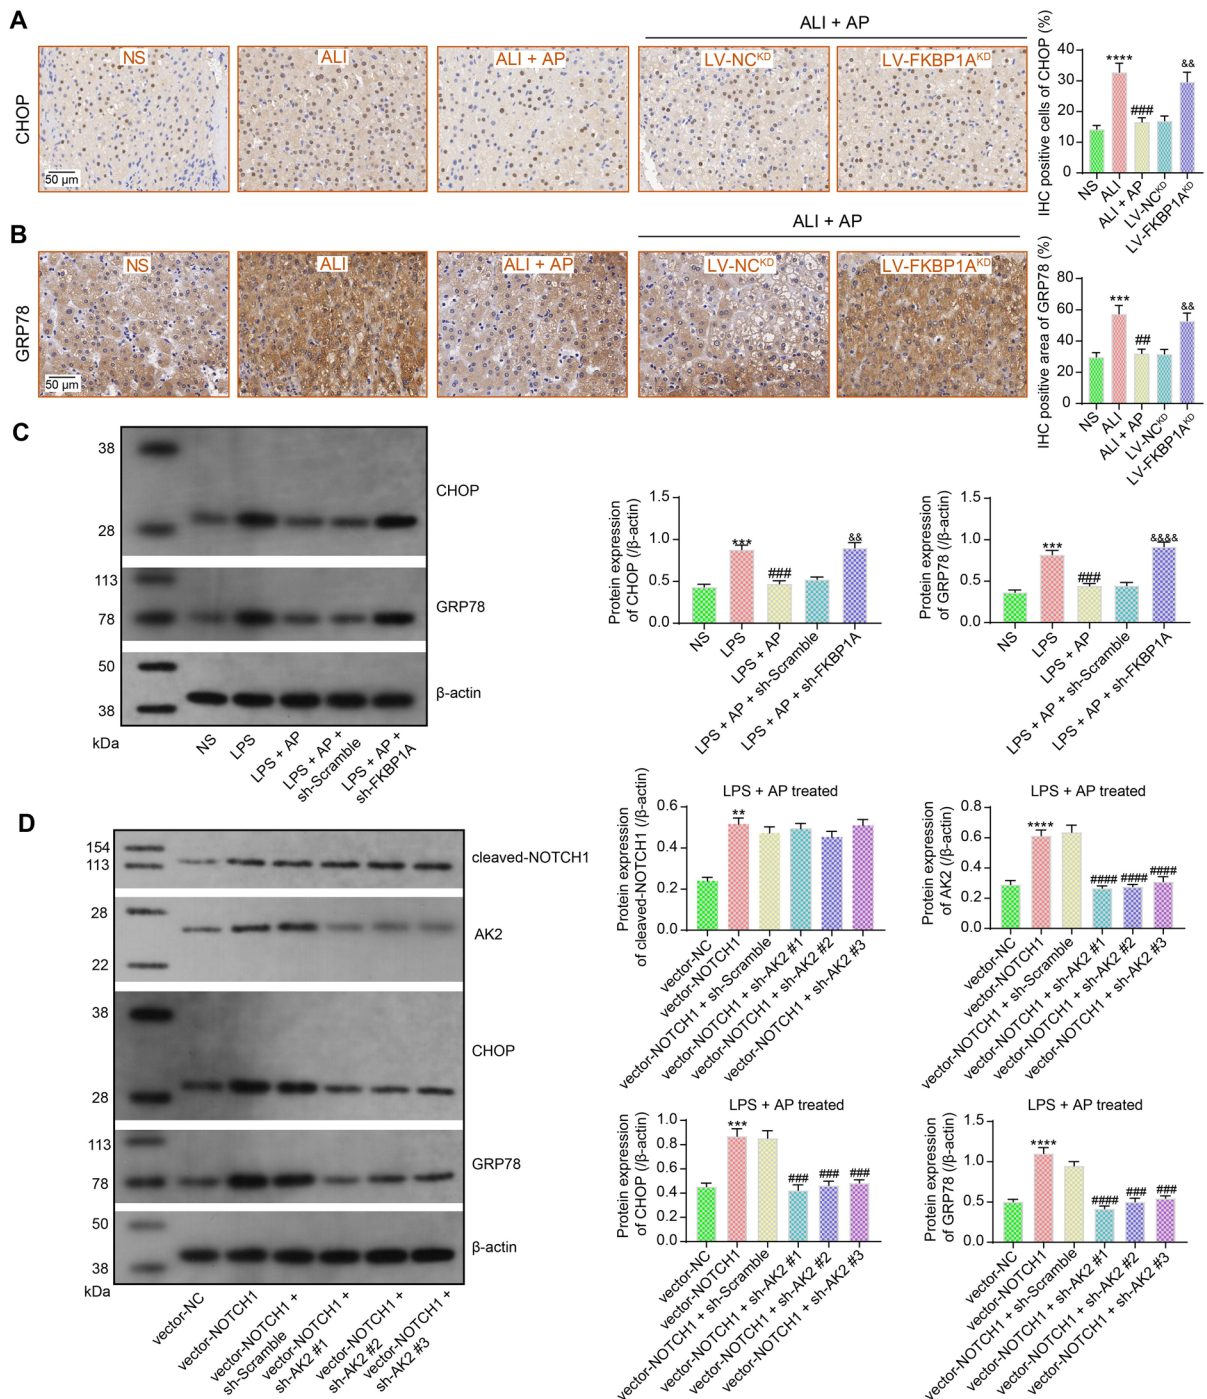 A
ALI + AP
CHOP
NS
ALI
ALI + AP
LV-NCᴷᴰ
LV-FKBP1Aᴷᴰ
50 µm
IHC positive cells of CHOP (%)
40
30
20
10
0
****
###
&&
NS
ALI
ALI + AP
LV-NCᴷᴰ
LV-FKBP1Aᴷᴰ
B
ALI + AP
GRP78
NS
ALI
ALI + AP
LV-NCᴷᴰ
LV-FKBP1Aᴷᴰ
50 µm
IHC positive area of GRP78 (%)
80
60
40
20
0
***
##
&&
NS
ALI
ALI + AP
LV-NCᴷᴰ
LV-FKBP1Aᴷᴰ
C
38
28
CHOP
113
78
GRP78
50
38
β-actin
kDa
NS
LPS
LPS + AP
LPS + AP +
sh-Scramble
LPS + AP +
sh-FKBP1A
Protein expression
of CHOP (/β-actin)
1.5
1.0
0.5
0.0
***
###
&&
NS
LPS
LPS + AP
LPS + AP + sh-Scramble
LPS + AP + sh-FKBP1A
Protein expression
of GRP78 (/β-actin)
1.5
1.0
0.5
0.0
***
###
&&&&
NS
LPS
LPS + AP
LPS + AP + sh-Scramble
LPS + AP + sh-FKBP1A
D
154
113
cleaved-NOTCH1
28
22
AK2
38
28
CHOP
113
78
GRP78
50
38
β-actin
kDa
vector-NC
vector-NOTCH1
vector-NOTCH1 +
sh-Scramble
vector-NOTCH1 +
sh-AK2 #1
vector-NOTCH1 +
sh-AK2 #2
vector-NOTCH1 +
sh-AK2 #3
LPS + AP treated
Protein expression
of cleaved-NOTCH1 (/β-actin)
0.6
0.4
0.2
0.0
**
vector-NC
vector-NOTCH1
vector-NOTCH1 + sh-Scramble
vector-NOTCH1 + sh-AK2 #1
vector-NOTCH1 + sh-AK2 #2
vector-NOTCH1 + sh-AK2 #3
LPS + AP treated
Protein expression
of AK2 (/β-actin)
0.8
0.6
0.4
0.2
0.0
****
####
####
####
vector-NC
vector-NOTCH1
vector-NOTCH1 + sh-Scramble
vector-NOTCH1 + sh-AK2 #1
vector-NOTCH1 + sh-AK2 #2
vector-NOTCH1 + sh-AK2 #3
LPS + AP treated
Protein expression
of CHOP (/β-actin)
1.0
0.8
0.6
0.4
0.2
0.0
***
###
###
###
vector-NC
vector-NOTCH1
vector-NOTCH1 + sh-Scramble
vector-NOTCH1 + sh-AK2 #1
vector-NOTCH1 + sh-AK2 #2
vector-NOTCH1 + sh-AK2 #3
LPS + AP treated
Protein expression
of GRP78 (/β-actin)
1.5
1.0
0.5
0.0
****
####
###
###
vector-NC
vector-NOTCH1
vector-NOTCH1 + sh-Scramble
vector-NOTCH1 + sh-AK2 #1
vector-NOTCH1 + sh-AK2 #2
vector-NOTCH1 + sh-AK2 #3